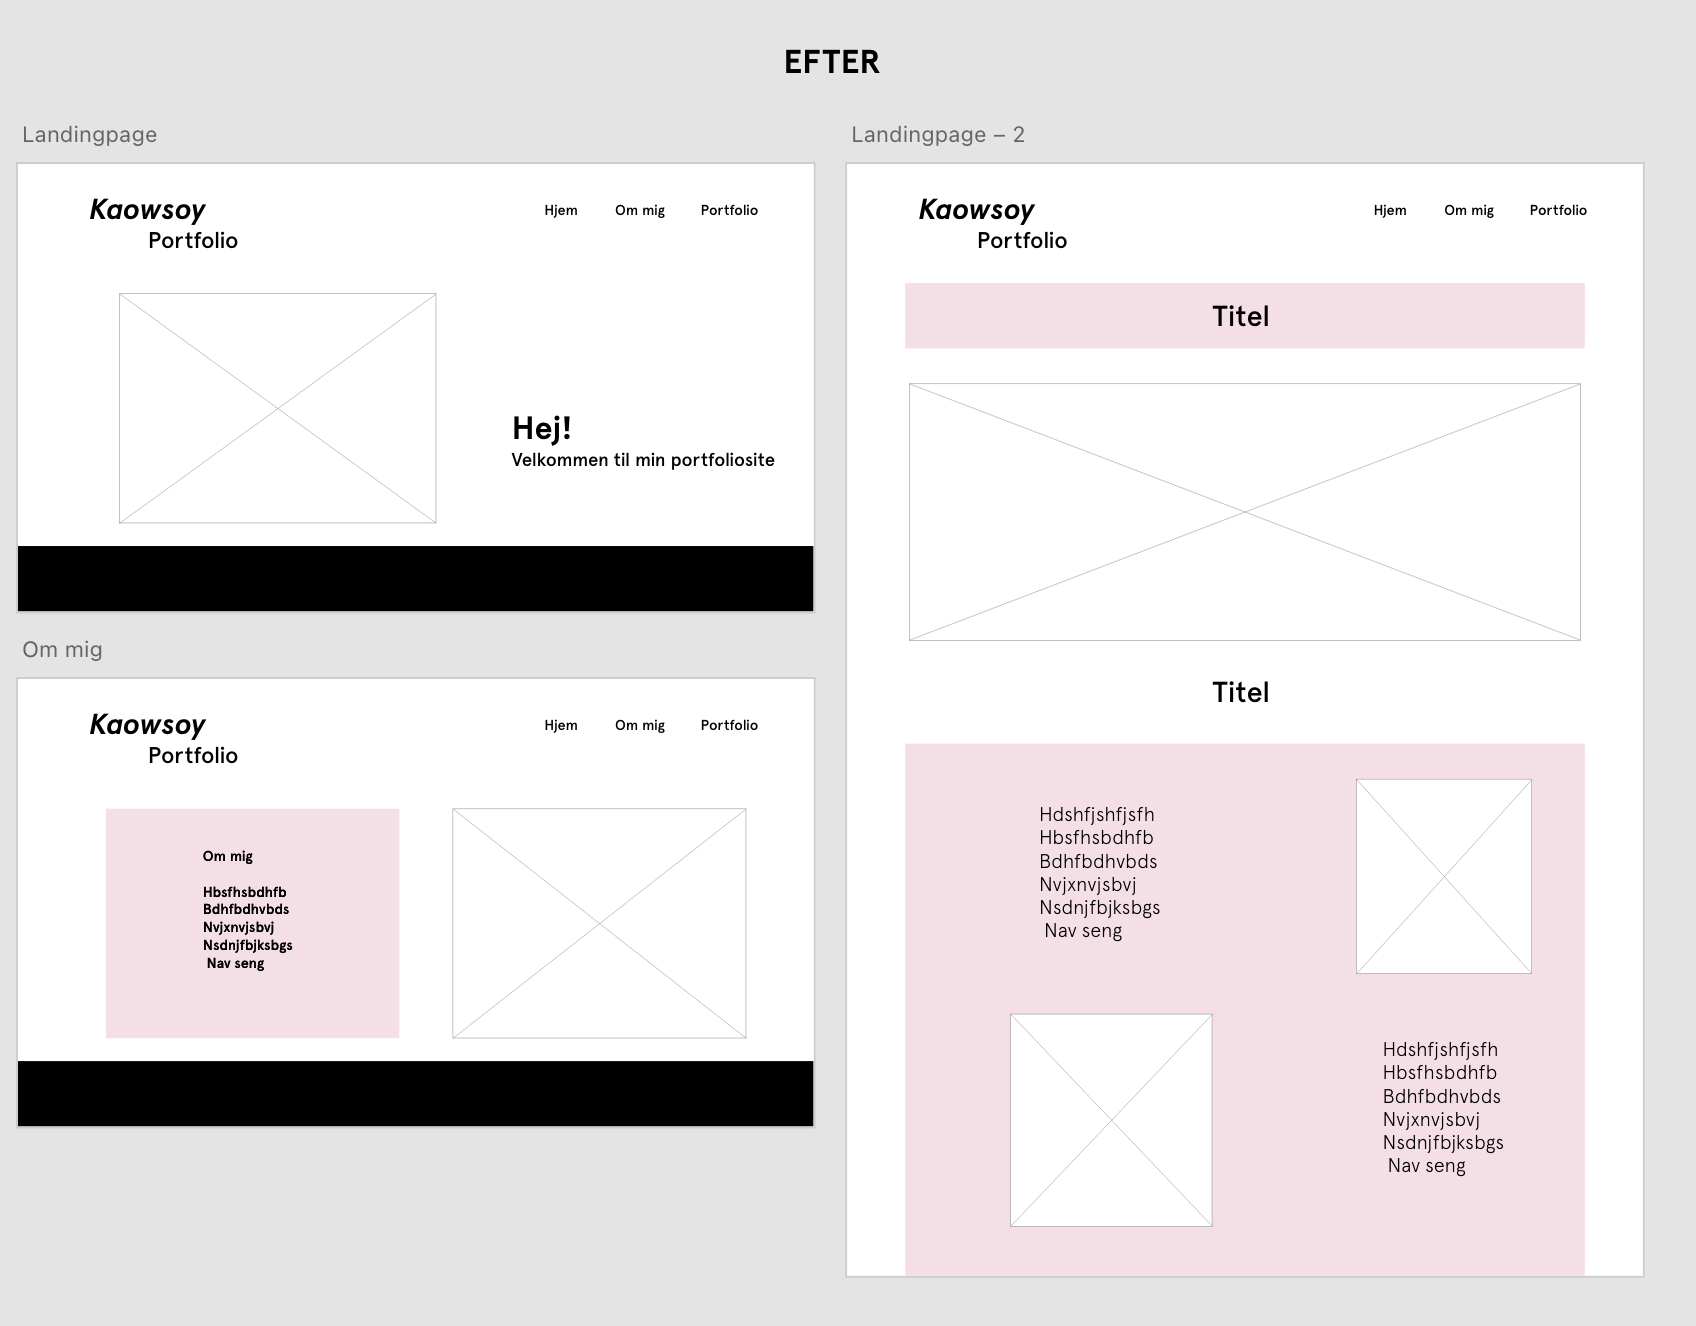 EFTER
Landingpage
Kaowsoy
Portfolio
Hjem Om mig Portfolio
Hej!
Velkommen til min portfoliosite
Om mig
Kaowsoy
Portfolio
Hjem Om mig Portfolio
Om mig
Hbsfhsbdhfb
Bdhfbdhvbds
Nvjxnvjsbvj
Nsdnjfbjksbgs
Nav seng
Landingpage – 2
Kaowsoy
Portfolio
Hjem Om mig Portfolio
Titel
Titel
Hdshfjshfjsfh
Hbsfhsbdhfb
Bdhfbdhvbds
Nvjxnvjsbvj
Nsdnjfbjksbgs
Nav seng
Hdshfjshfjsfh
Hbsfhsbdhfb
Bdhfbdhvbds
Nvjxnvjsbvj
Nsdnjfbjksbgs
Nav seng